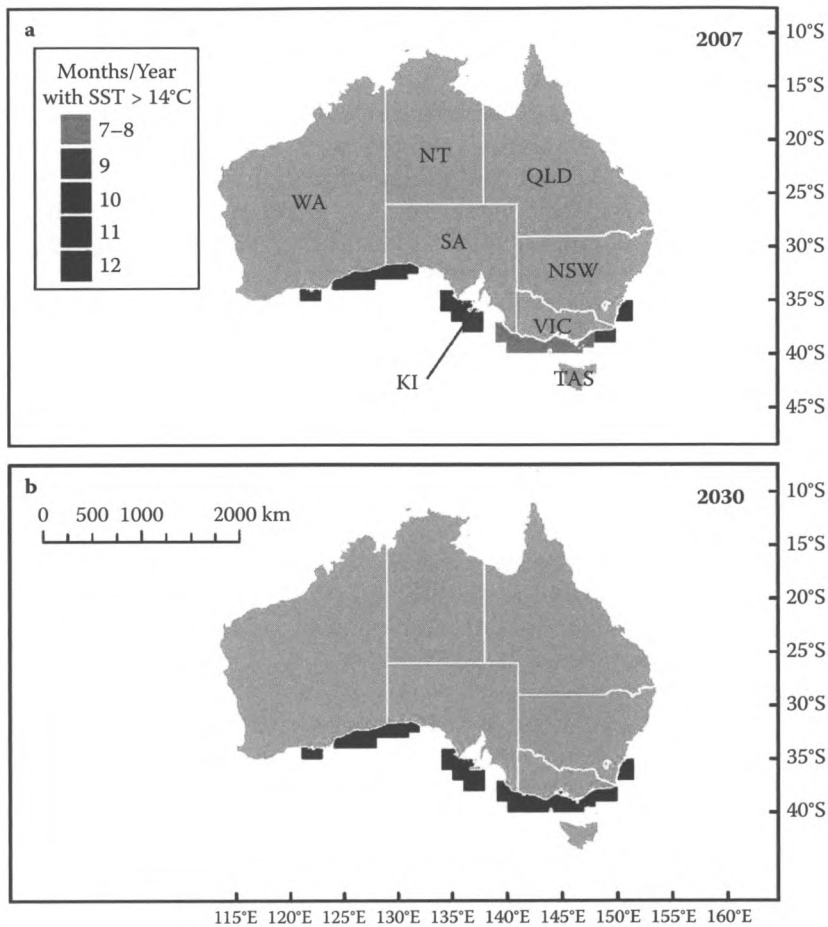 a
2007
Months/Year
with SST > 14°C
7–8
9
10
11
12
WA
NT
QLD
SA
NSW
VIC
TAS
KI
10°S
15°S
20°S
25°S
30°S
35°S
40°S
45°S
b
2030
0 500 1000 2000 km
10°S
15°S
20°S
25°S
30°S
35°S
40°S
115°E 120°E 125°E 130°E 135°E 140°E 145°E 150°E 155°E 160°E